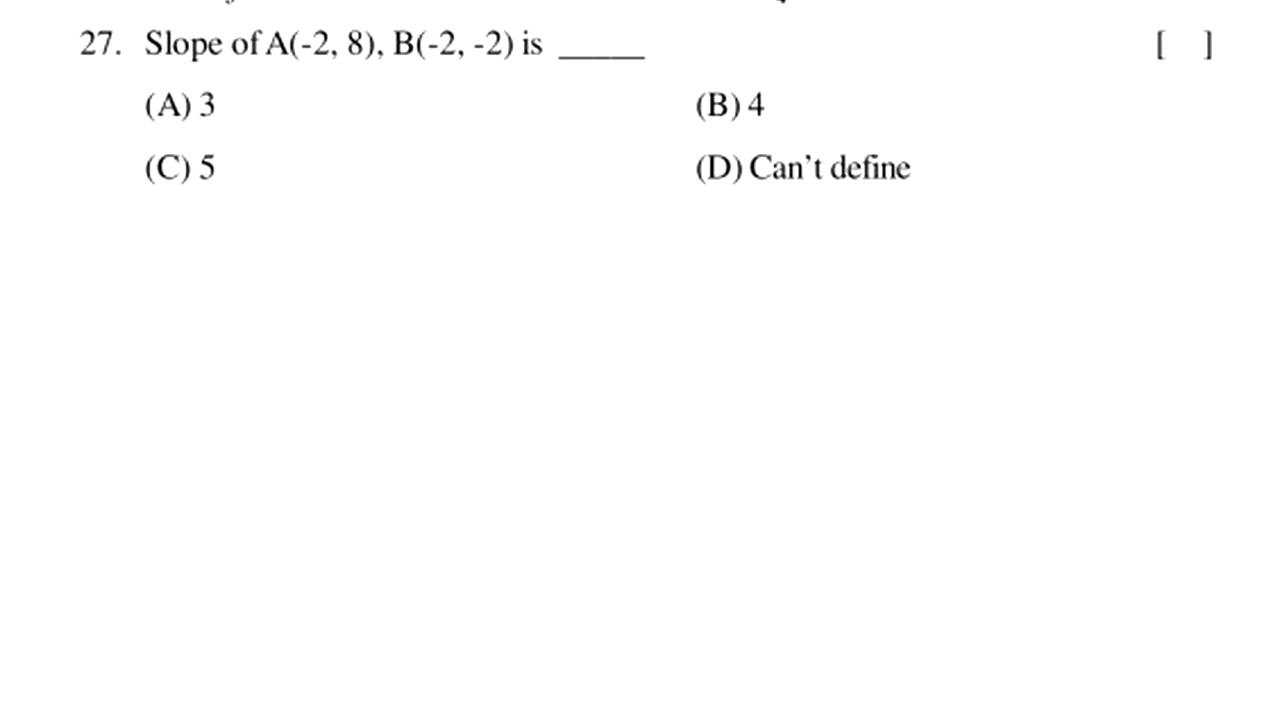 27. Slope of A(-2, 8), B(-2, -2) is _____ [ ]
(A) 3 (B) 4
(C) 5 (D) Can’t define